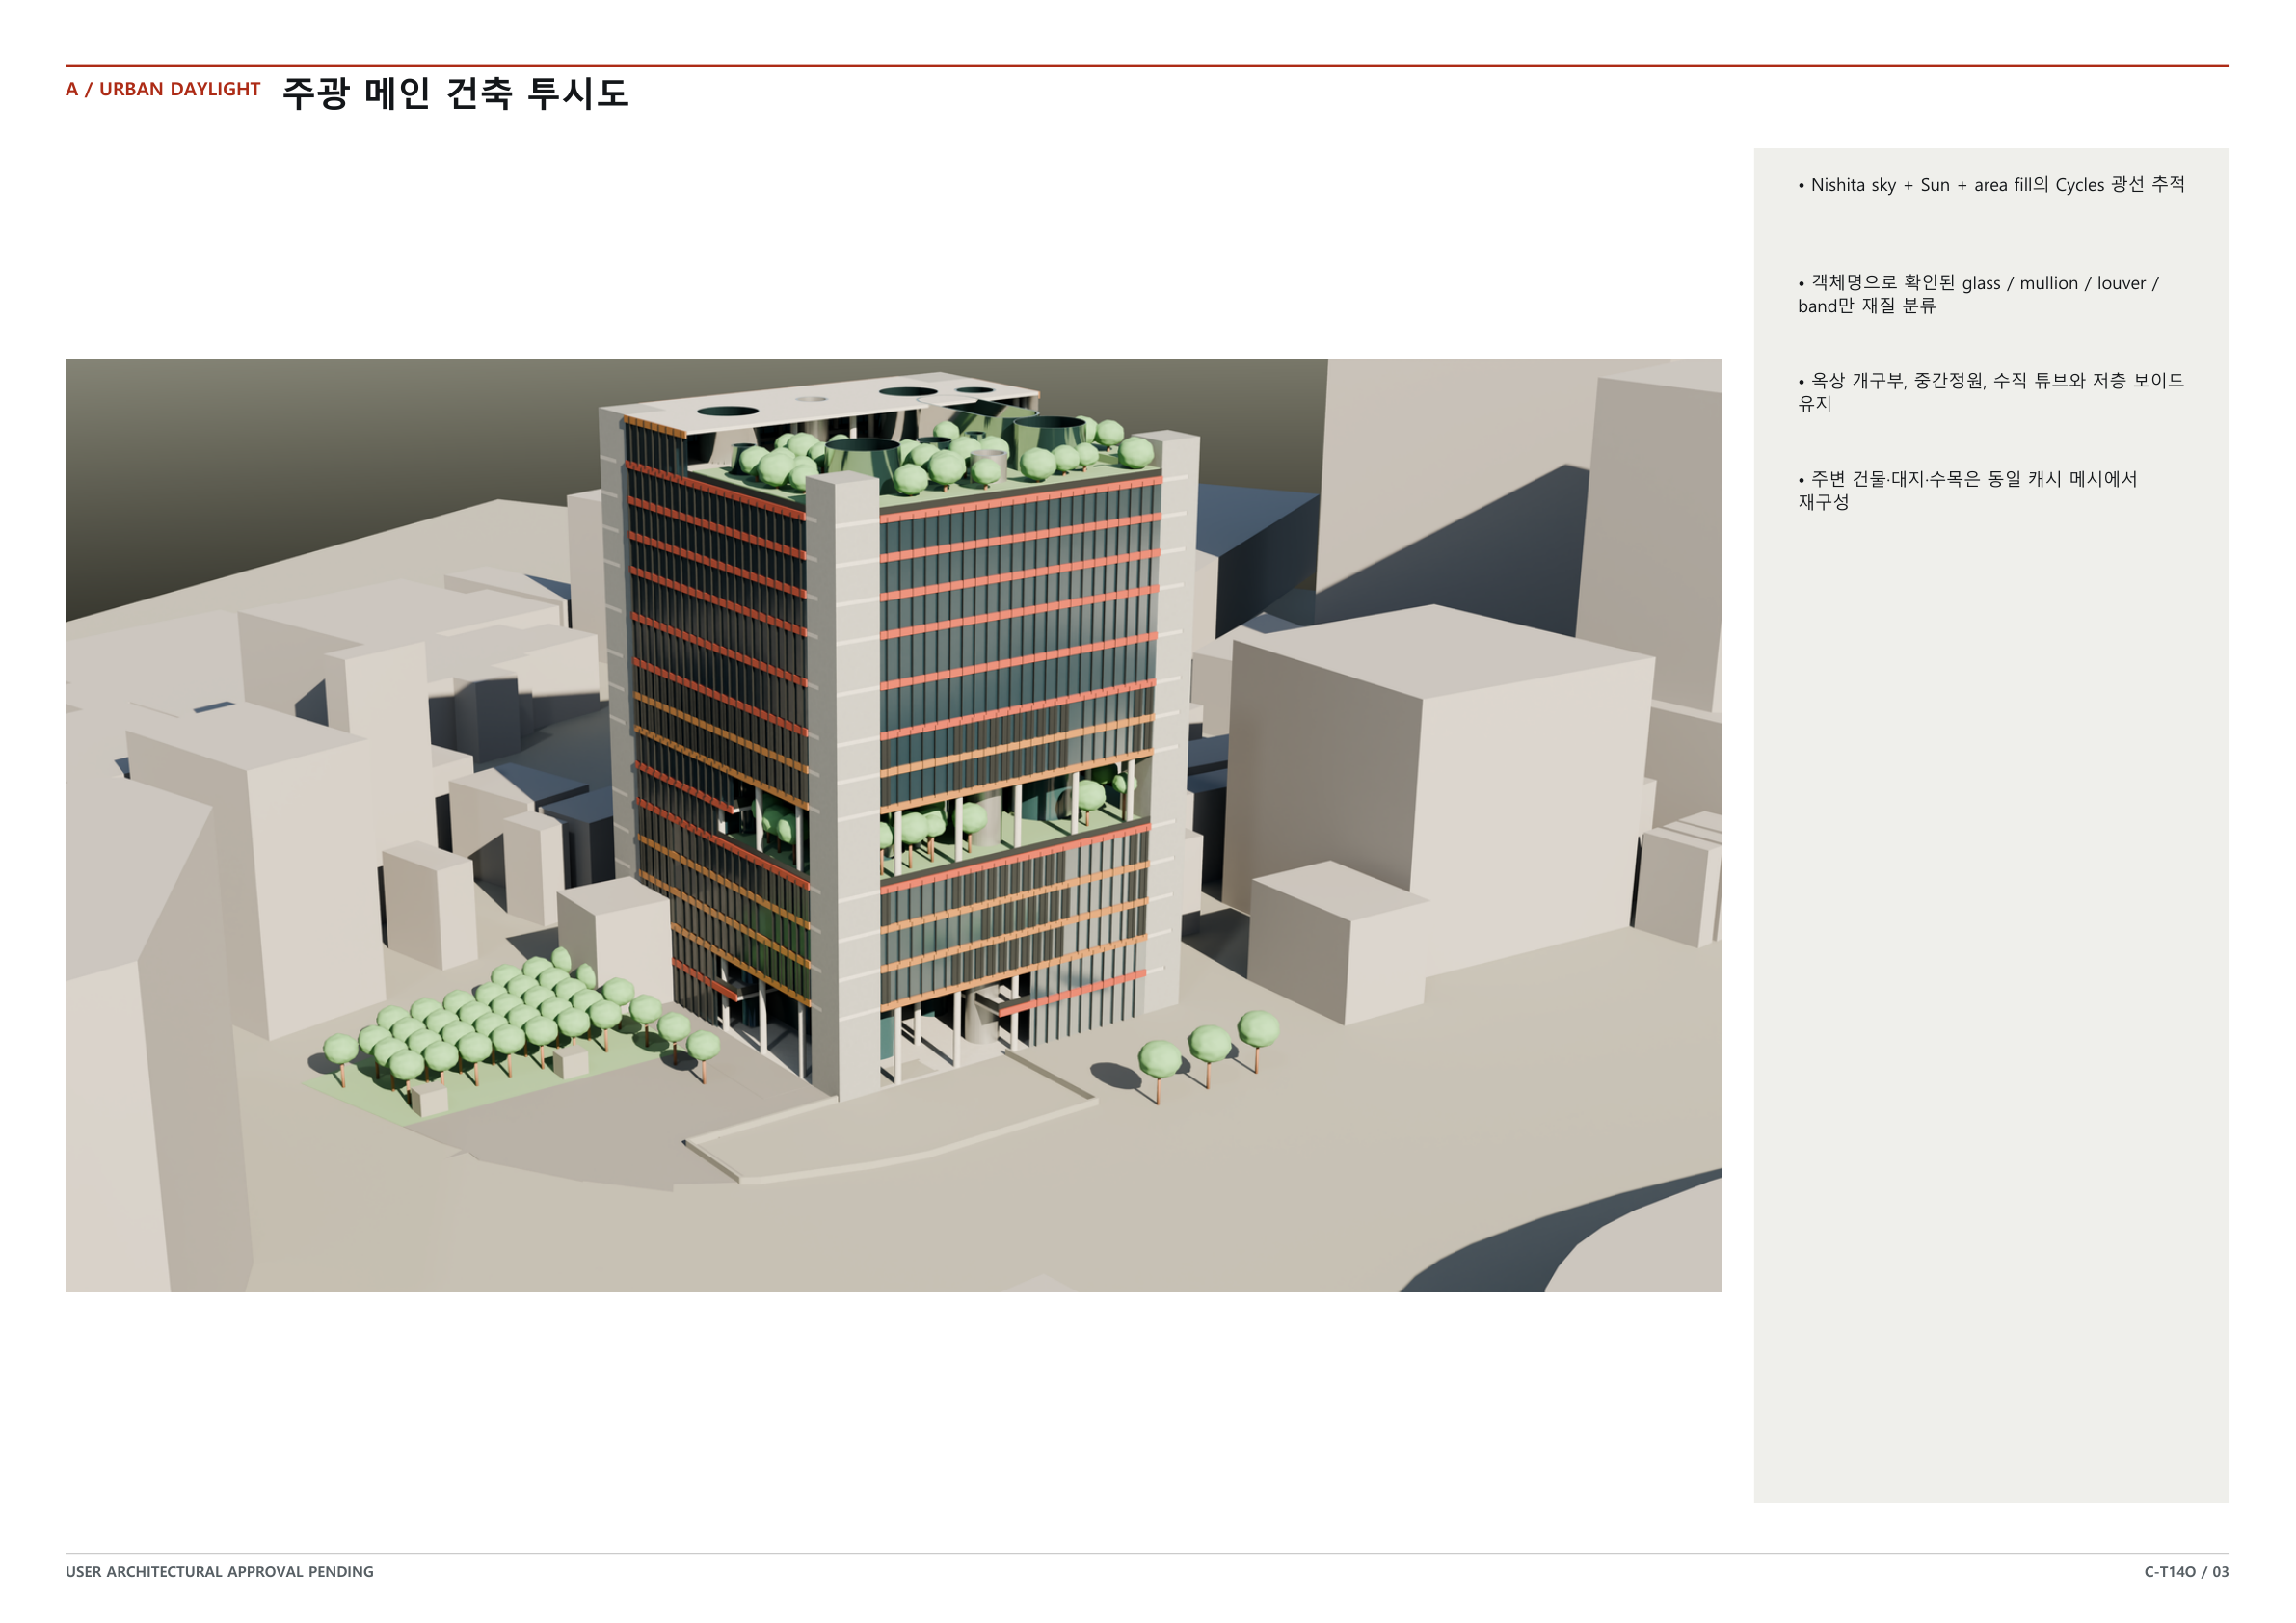 A / URBAN DAYLIGHT 주광 메인 건축 투시도
• Nishita sky + Sun + area fill의 Cycles 광선 추적
• 객체명으로 확인된 glass / mullion / louver /
band만 재질 분류
• 옥상 개구부, 중간정원, 수직 튜브와 저층 보이드
유지
• 주변 건물·대지·수목은 동일 캐시 메시에서
재구성
USER ARCHITECTURAL APPROVAL PENDING
C-T14O / 03